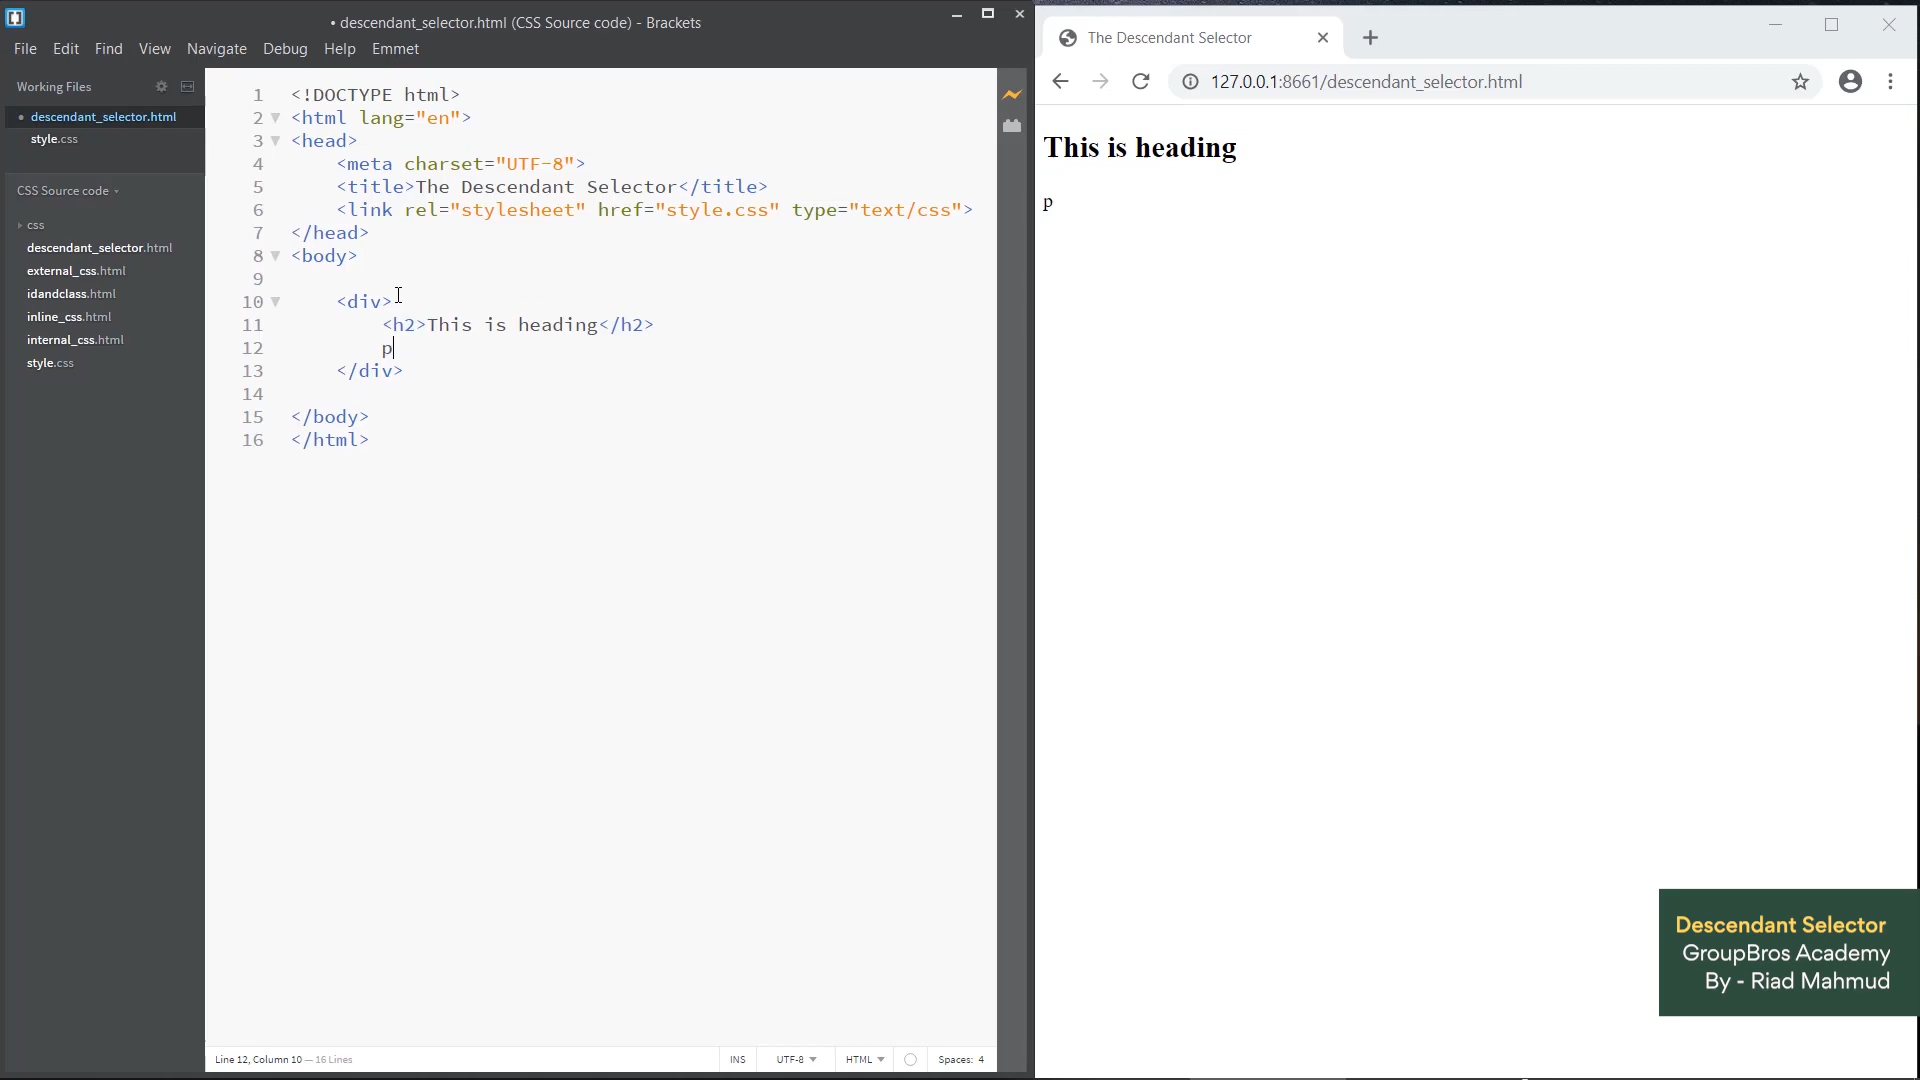 • descendant_selector.html (CSS Source code) - Brackets
File Edit Find View Navigate Debug Help Emmet
Working Files
• descendant_selector.html
style.css
CSS Source code
css
descendant_selector.html
external_css.html
idandclass.html
inline_css.html
internal_css.html
style.css
1 <!DOCTYPE html>
2 <html lang="en">
3 <head>
4 <meta charset="UTF-8">
5 <title>The Descendant Selector</title>
6 <link rel="stylesheet" href="style.css" type="text/css">
7 </head>
8 <body>
9
10 <div>
11 <h2>This is heading</h2>
12 p
13 </div>
14
15 </body>
16 </html>
Line 12, Column 10 — 16 Lines
INS UTF-8 HTML Spaces: 4
The Descendant Selector
127.0.0.1:8661/descendant_selector.html
This is heading
p
Descendant Selector
GroupBros Academy
By - Riad Mahmud